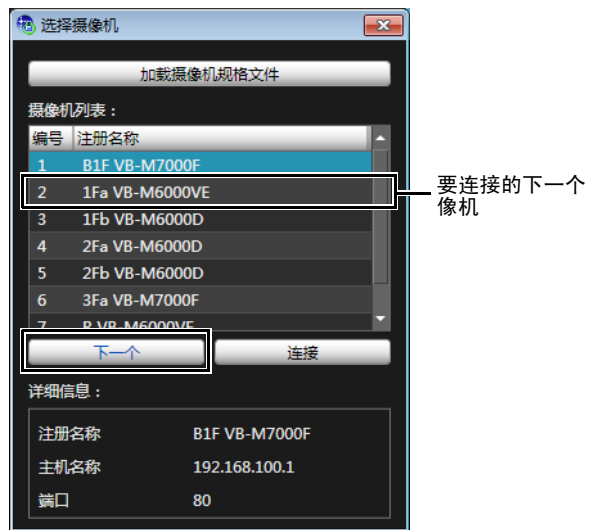 选择摄像机
加载摄像机规格文件
摄像机列表：
编号 注册名称
1 B1F VB-M7000F
2 1Fa VB-M6000VE
3 1Fb VB-M6000D
4 2Fa VB-M6000D
5 2Fb VB-M6000D
6 3Fa VB-M7000F
7 R VB-M6000VE
下一个 连接
详细信息：
注册名称 B1F VB-M7000F
主机名称 192.168.100.1
端口 80
要连接的下一个
像机